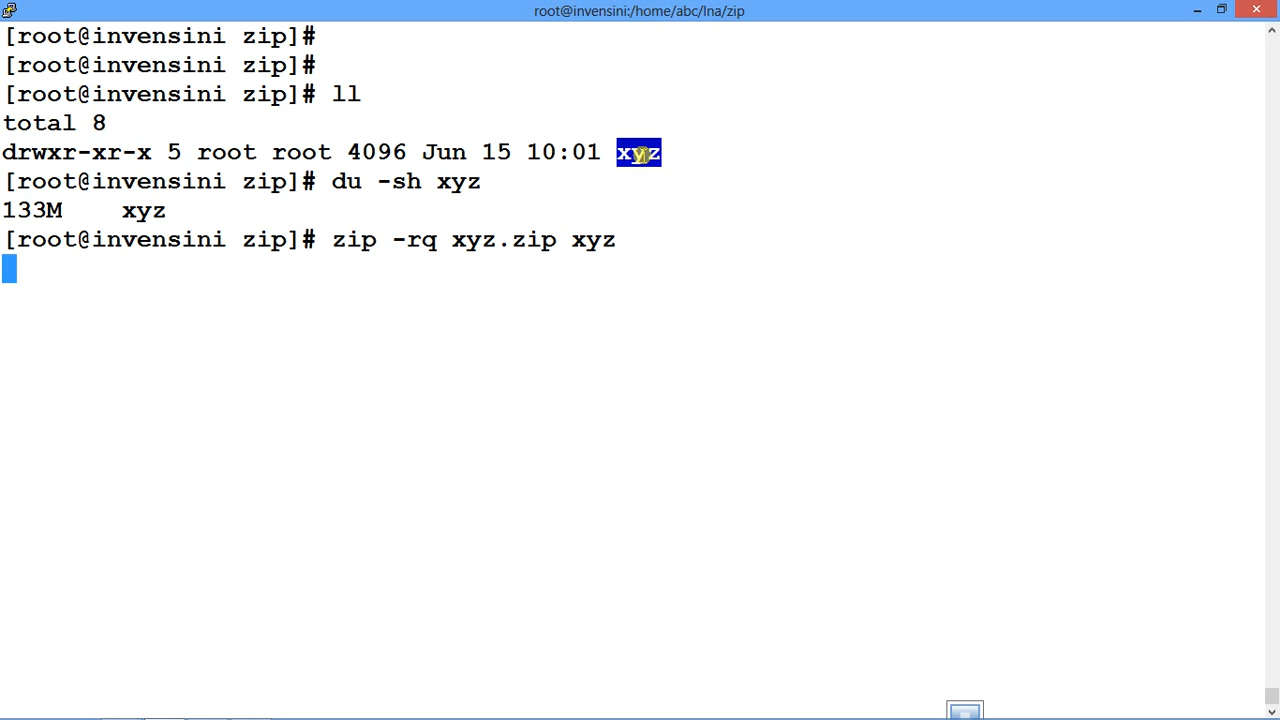 root@invensini:/home/abc/lna/zip
[root@invensini zip]#
[root@invensini zip]#
[root@invensini zip]# ll
total 8
drwxr-xr-x 5 root root 4096 Jun 15 10:01 xyz
[root@invensini zip]# du -sh xyz
133M    xyz
[root@invensini zip]# zip -rq xyz.zip xyz